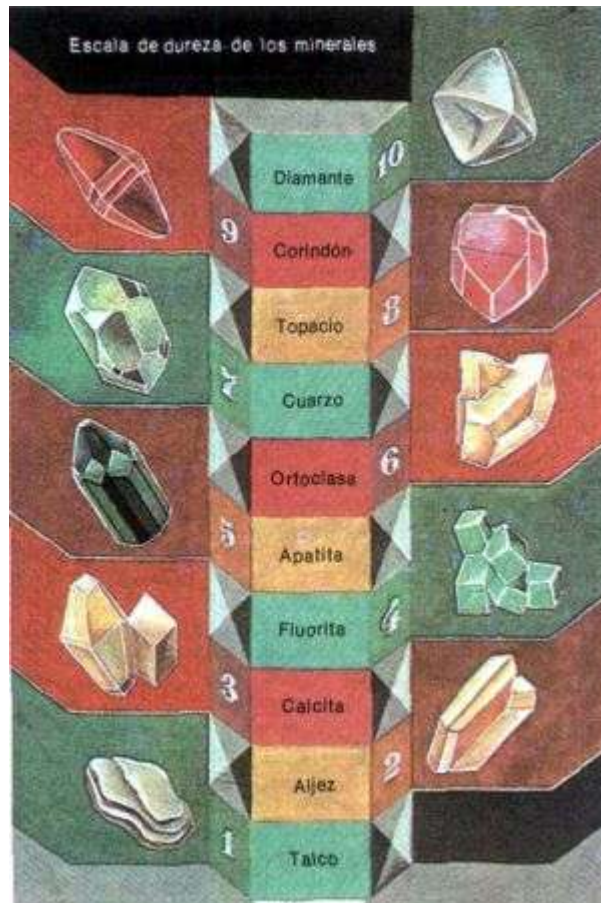 Escala de dureza de los minerales
10
Diamante
9
Corindón
8
Topacio
7
Cuarzo
6
Ortoclasa
5
Apatita
4
Fluorita
3
Calcita
2
Aljez
1
Talco